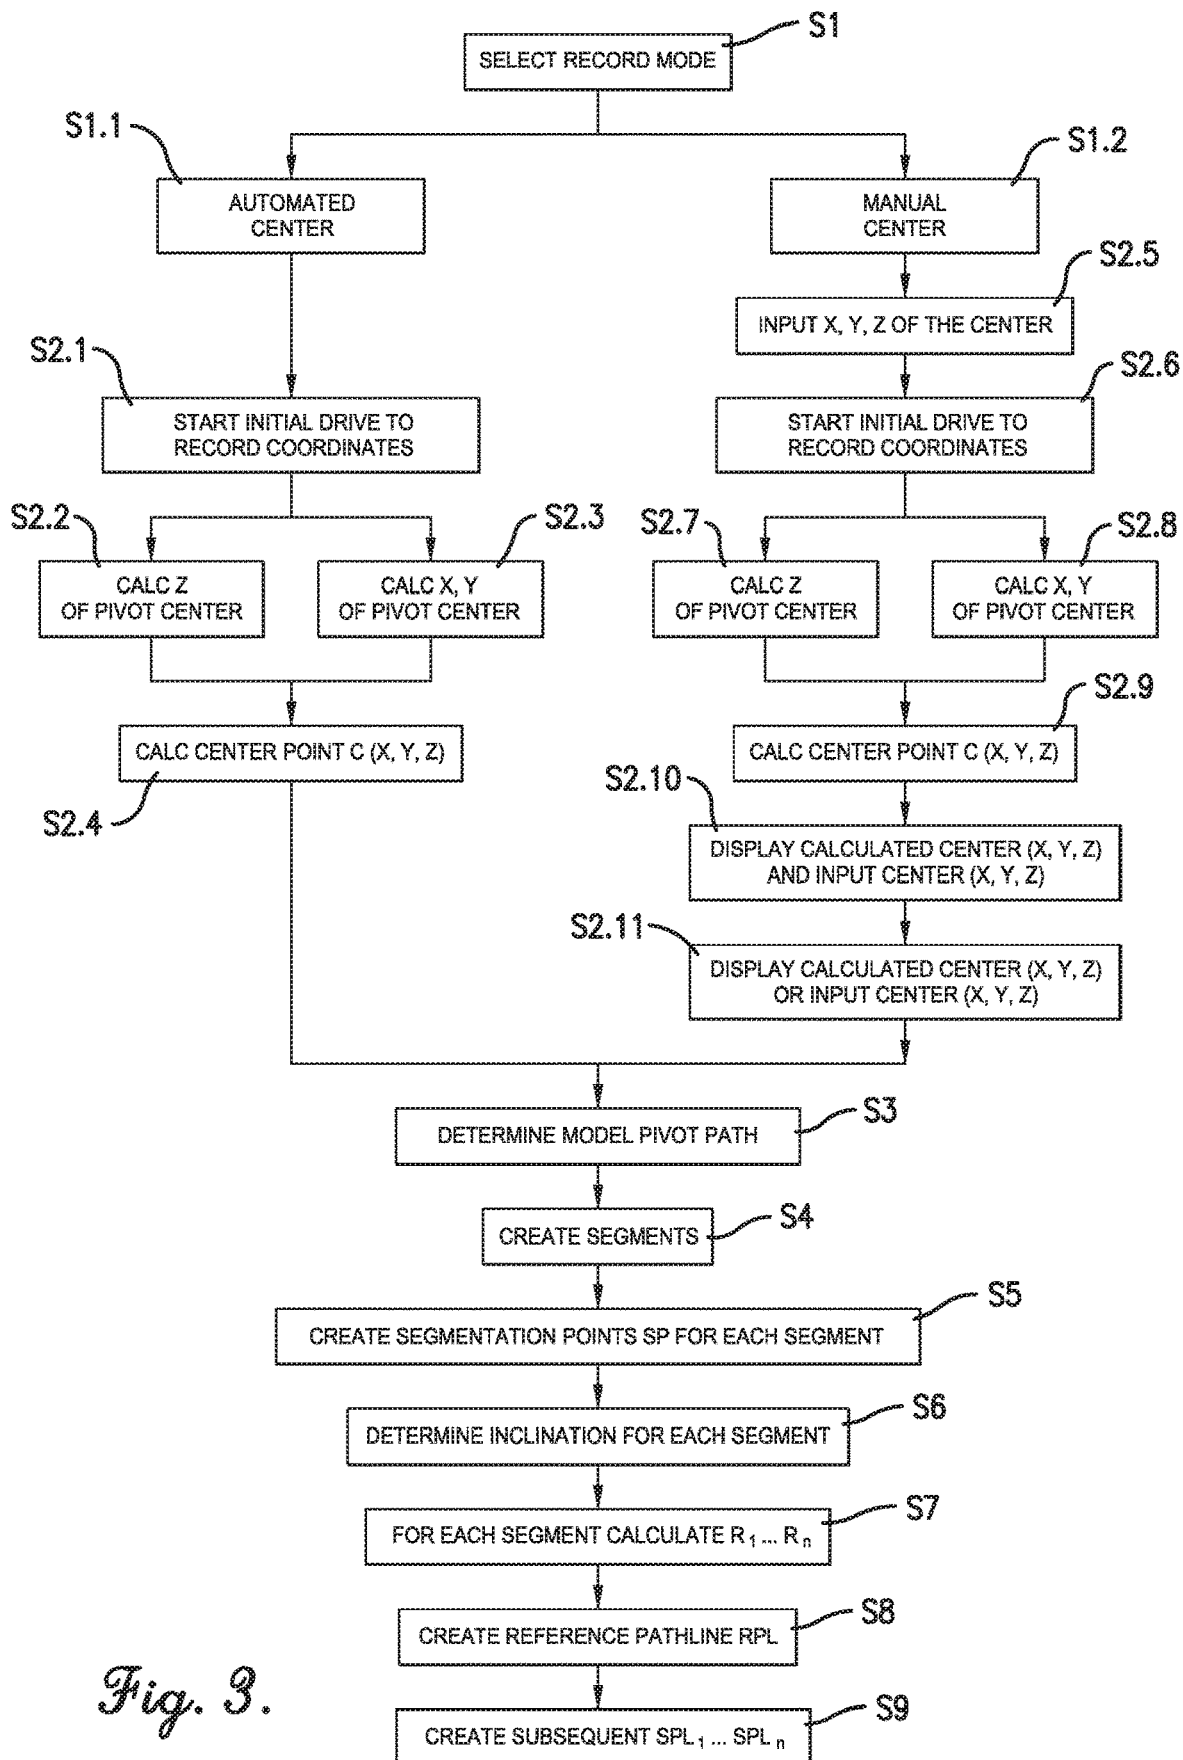 S1
SELECT RECORD MODE
S1.1
AUTOMATED
CENTER
S1.2
MANUAL
CENTER
S2.5
INPUT X, Y, Z OF THE CENTER
S2.1
START INITIAL DRIVE TO
RECORD COORDINATES
S2.6
START INITIAL DRIVE TO
RECORD COORDINATES
S2.2
CALC Z
OF PIVOT CENTER
S2.3
CALC X, Y
OF PIVOT CENTER
S2.7
CALC Z
OF PIVOT CENTER
S2.8
CALC X, Y
OF PIVOT CENTER
CALC CENTER POINT C (X, Y, Z)
S2.4
S2.9
CALC CENTER POINT C (X, Y, Z)
S2.10
DISPLAY CALCULATED CENTER (X, Y, Z)
AND INPUT CENTER (X, Y, Z)
S2.11
DISPLAY CALCULATED CENTER (X, Y, Z)
OR INPUT CENTER (X, Y, Z)
S3
DETERMINE MODEL PIVOT PATH
S4
CREATE SEGMENTS
S5
CREATE SEGMENTATION POINTS SP FOR EACH SEGMENT
S6
DETERMINE INCLINATION FOR EACH SEGMENT
S7
FOR EACH SEGMENT CALCULATE R1 ... Rn
S8
CREATE REFERENCE PATHLINE RPL
S9
CREATE SUBSEQUENT SPL1 ... SPLn
Fig. 3.